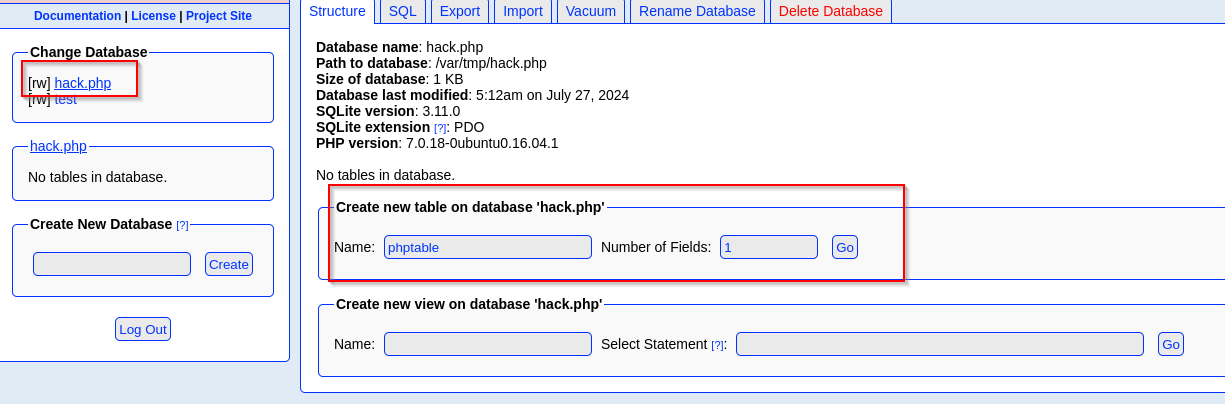 Documentation | License | Project Site
Change Database
[rw] hack.php
[rw] test
hack.php
No tables in database.
Create New Database [?]
Create
Log Out
Structure SQL Export Import Vacuum Rename Database Delete Database
Database name: hack.php
Path to database: /var/tmp/hack.php
Size of database: 1 KB
Database last modified: 5:12am on July 27, 2024
SQLite version: 3.11.0
SQLite extension [?]: PDO
PHP version: 7.0.18-0ubuntu0.16.04.1
No tables in database.
Create new table on database 'hack.php'
Name: phptable Number of Fields: 1 Go
Create new view on database 'hack.php'
Name: Select Statement [?]: Go